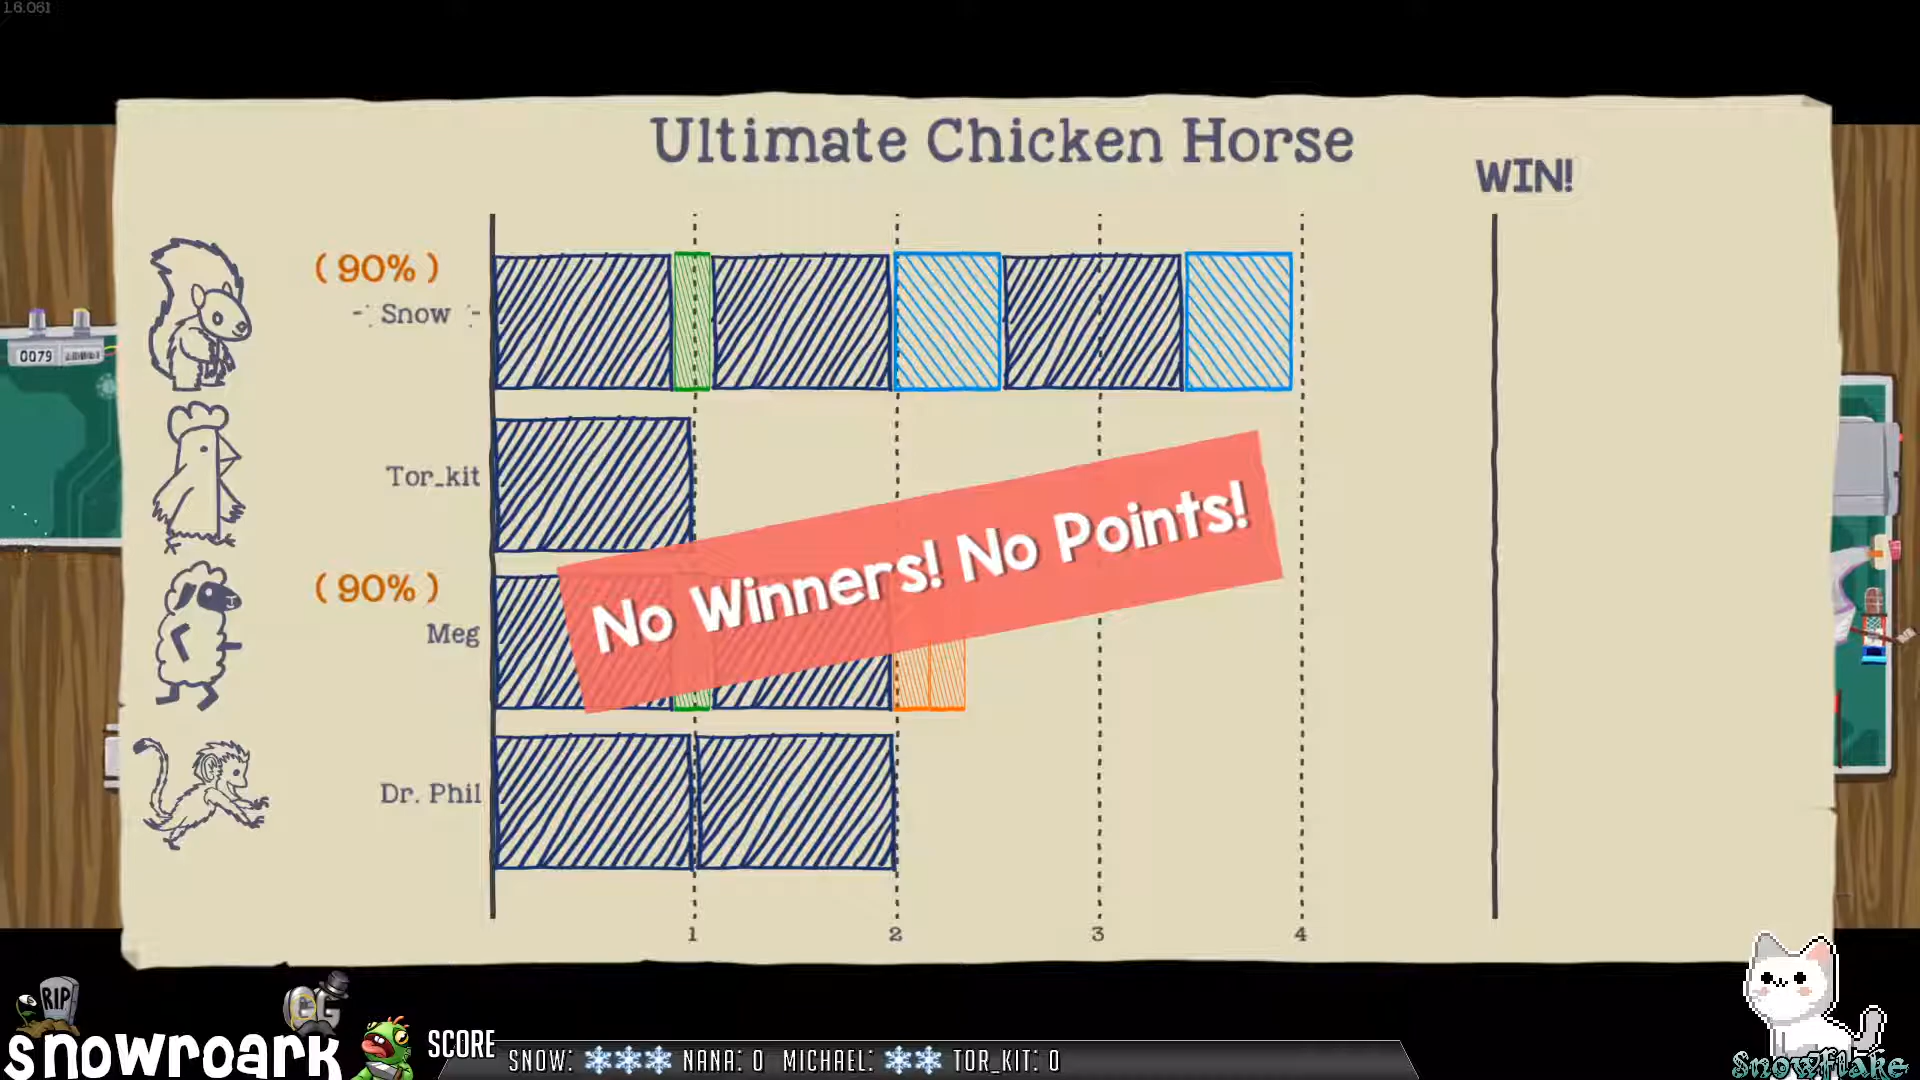 1.6.061
Ultimate Chicken Horse
WIN!
(90%)
Snow
0079
Tor_kit
No Winners! No Points!
(90%)
Meg
Dr. Phil
1 2 3 4
RIP
snowroark
SCORE
SNOW: ❄❄❄ NANA: 0 MICHAEL: ❄❄ TOR_KIT: 0
Snowflake